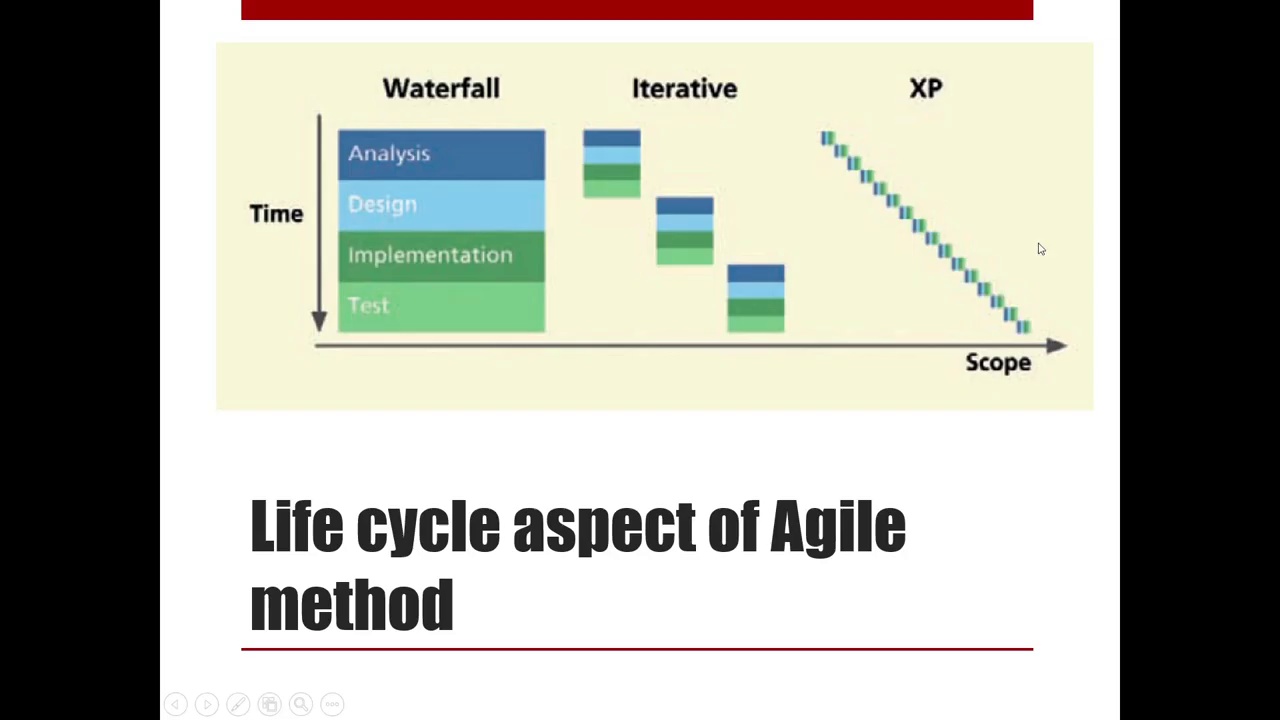 Waterfall
Iterative
XP
Time
Analysis
Design
Implementation
Test
Scope
Life cycle aspect of Agile
method